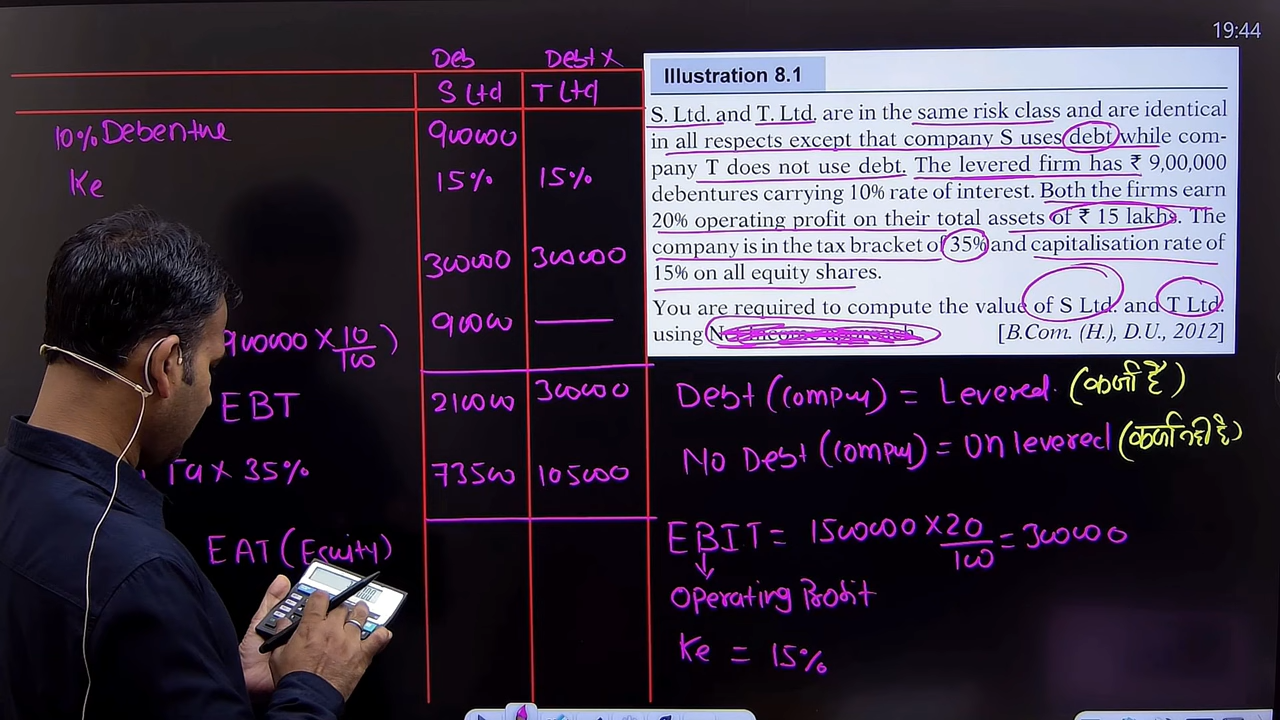 19:44
Deb Debt X
S Ltd T Ltd
10% Debenture 900000
Ke 15% 15%
300000 300000
900000 × 10/100) 90000 —
EBT 210000 300000
Tax × 35% 73500 105000
EAT (Equity)
Illustration 8.1
S. Ltd. and T. Ltd. are in the same risk class and are identical
in all respects except that company S uses debt while com-
pany T does not use debt. The levered firm has ₹ 9,00,000
debentures carrying 10% rate of interest. Both the firms earn
20% operating profit on their total assets of ₹ 15 lakhs. The
company is in the tax bracket of 35% and capitalisation rate of
15% on all equity shares.
You are required to compute the value of S Ltd. and T Ltd.
using [B.Com. (H.), D.U., 2012]
Debt (compny) = Levered. (कर्जा है)
No Debt (compny) = Unlevered (कर्जा नहीं है)
EBIT = 1500000 × 20/100 = 300000
↓
Operating Profit
Ke = 15%